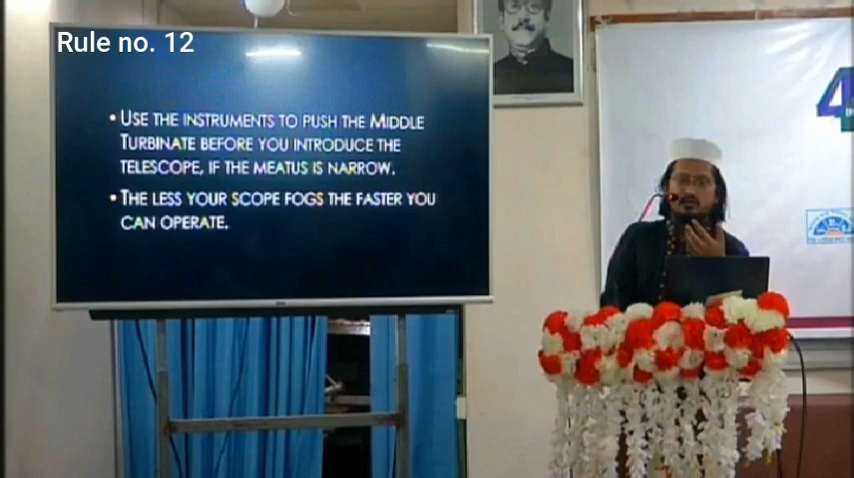 Rule no. 12
• USE THE INSTRUMENTS TO PUSH THE MIDDLE
TURBINATE BEFORE YOU INTRODUCE THE
TELESCOPE, IF THE MEATUS IS NARROW.
• THE LESS YOUR SCOPE FOGS THE FASTER YOU
CAN OPERATE.
4